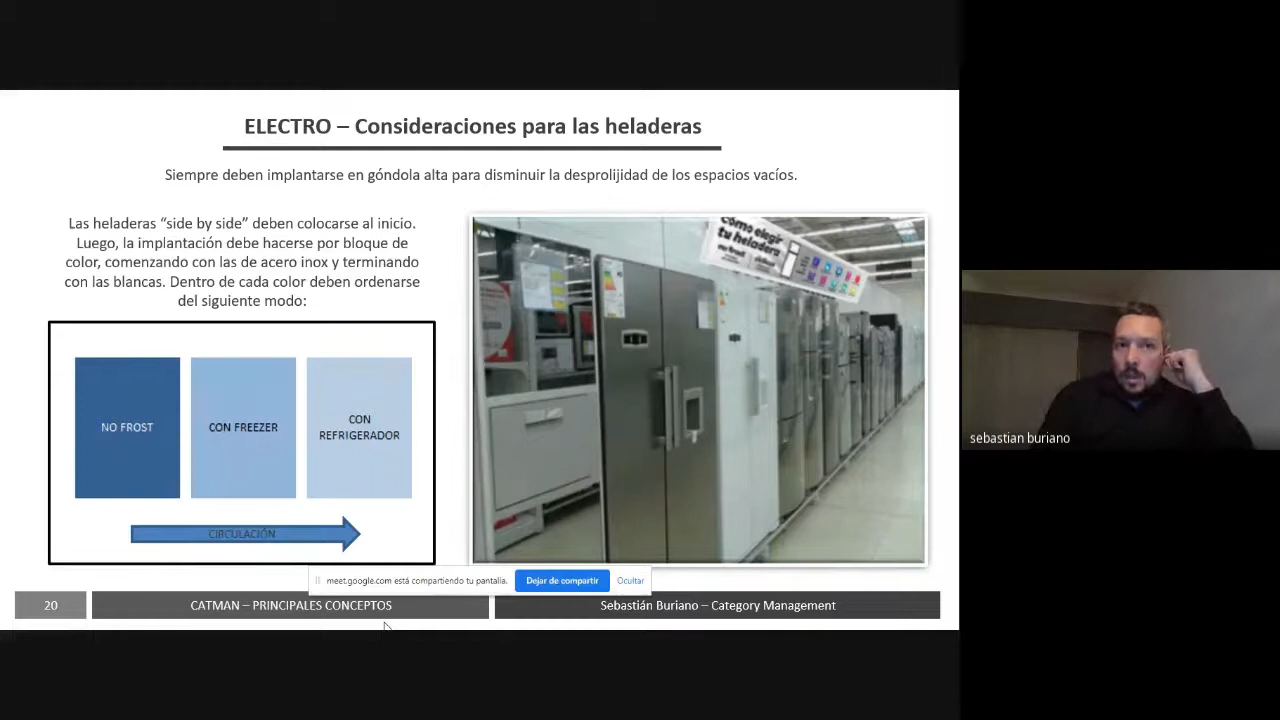 ELECTRO – Consideraciones para las heladeras
Siempre deben implantarse en góndola alta para disminuir la desprolijidad de los espacios vacíos.
Las heladeras “side by side” deben colocarse al inicio.
Luego, la implantación debe hacerse por bloque de
color, comenzando con las de acero inox y terminando
con las blancas. Dentro de cada color deben ordenarse
del siguiente modo:
NO FROST
CON FREEZER
CON
REFRIGERADOR
CIRCULACIÓN
Cómo elegir
tu heladera
meet.google.com está compartiendo tu pantalla.
Dejar de compartir
Ocultar
20
CATMAN – PRINCIPALES CONCEPTOS
Sebastián Buriano – Category Management
sebastian buriano